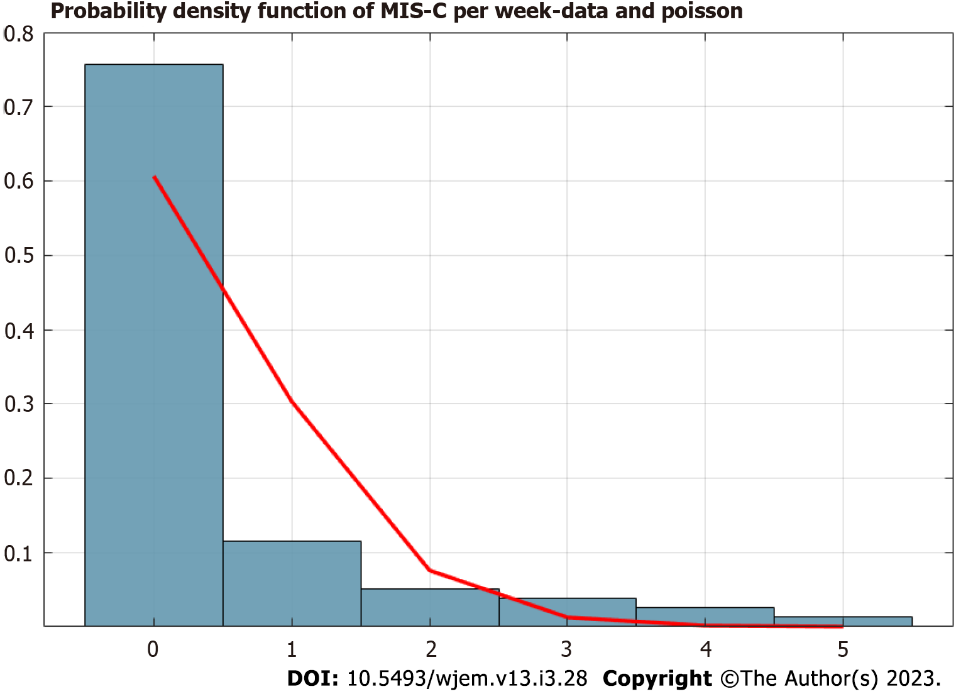 Probability density function of MIS-C per week-data and poisson
0.8
0.7
0.6
0.5
0.4
0.3
0.2
0.1
0 1 2 3 4 5
DOI: 10.5493/wjem.v13.i3.28 Copyright ©The Author(s) 2023.